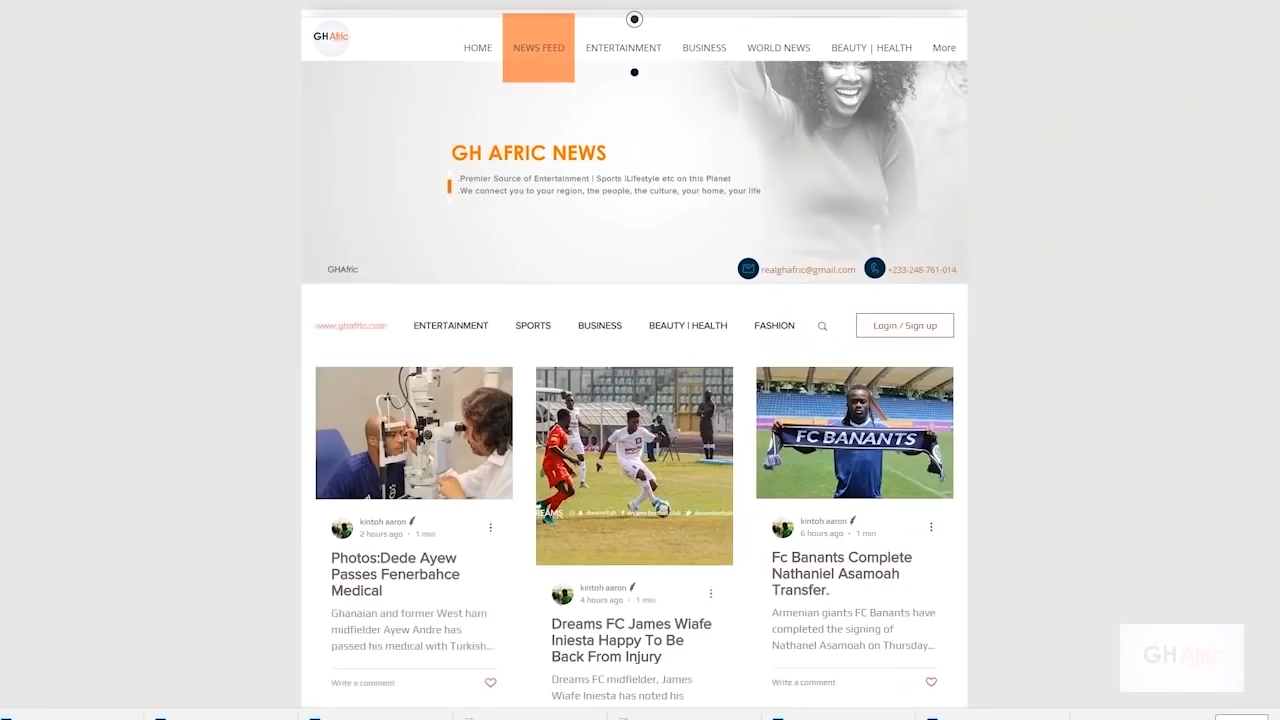 GHAfric
HOME
NEWS FEED
ENTERTAINMENT
BUSINESS
WORLD NEWS
BEAUTY | HEALTH
More
GH AFRIC NEWS
.Premier Source of Entertainment | Sports |Lifestyle etc on this Planet
.We connect you to your region, the people, the culture, your home, your life
GHAfric
realghafric@gmail.com
+233-248-761-014
www.ghafric.com
ENTERTAINMENT
SPORTS
BUSINESS
BEAUTY | HEALTH
FASHION
Login / Sign up
FC BANANTS
kintoh aaron
2 hours ago · 1 min
Photos:Dede Ayew
Passes Fenerbahce
Medical
Ghanaian and former West ham
midfielder Ayew Andre has
passed his medical with Turkish...
Write a comment
kintoh aaron
4 hours ago · 1 min
Dreams FC James Wiafe
Iniesta Happy To Be
Back From Injury
Dreams FC midfielder, James
Wiafe Iniesta has noted his
kintoh aaron
6 hours ago · 1 min
Fc Banants Complete
Nathaniel Asamoah
Transfer.
Armenian giants FC Banants have
completed the signing of
Nathanel Asamoah on Thursday...
Write a comment
GHAfric